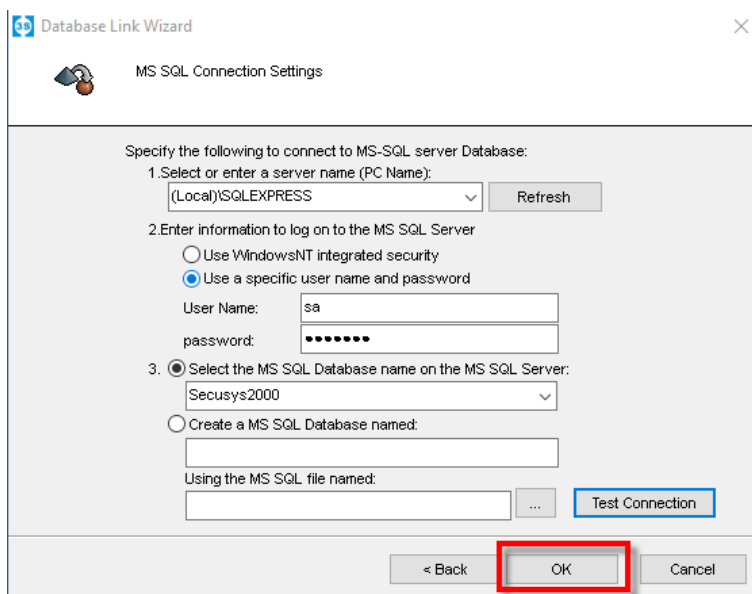 3S Database Link Wizard
MS SQL Connection Settings
Specify the following to connect to MS-SQL server Database:
1.Select or enter a server name (PC Name):
(Local)\SQLEXPRESS
Refresh
2.Enter information to log on to the MS SQL Server
Use WindowsNT integrated security
Use a specific user name and password
User Name:
sa
password:
•••••••
3. Select the MS SQL Database name on the MS SQL Server:
Secusys2000
Create a MS SQL Database named:
Using the MS SQL file named:
... Test Connection
< Back OK Cancel